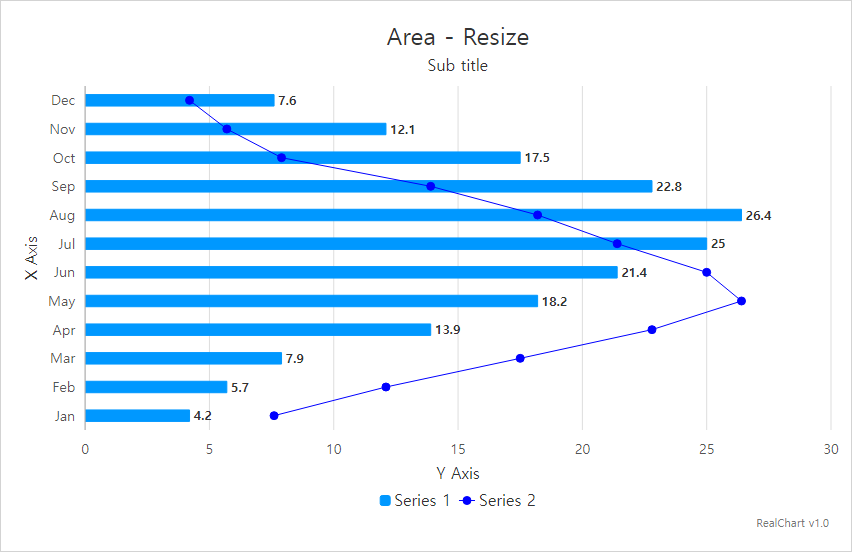 Area - Resize
Sub title
Dec 7.6
Nov 12.1
Oct 17.5
Sep 22.8
Aug 26.4
Jul 25
Jun 21.4
May 18.2
Apr 13.9
Mar 7.9
Feb 5.7
Jan 4.2
X Axis
0 5 10 15 20 25 30
Y Axis
Series 1 Series 2
RealChart v1.0